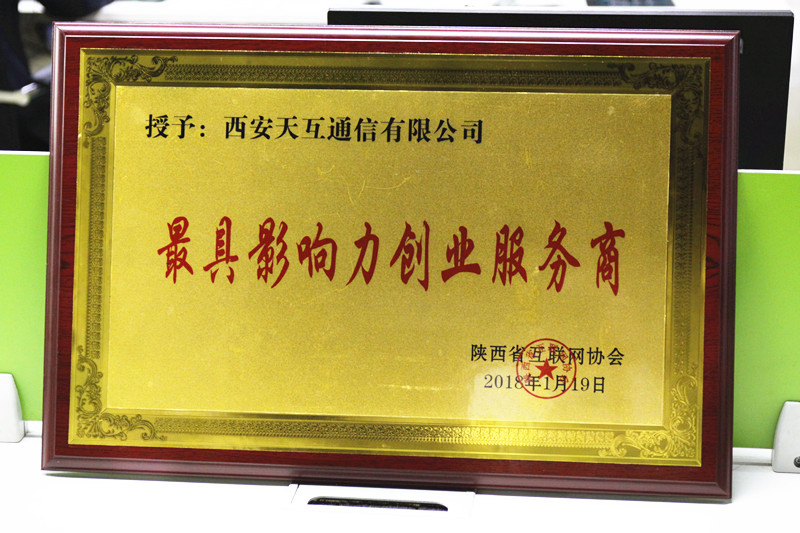 授予：西安天互通信有限公司
最具影响力创业服务商
陕西省互联网协会
2018年1月19日